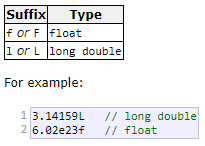 Suffix Type
f or F float
l or L long double
For example:
1 3.14159L // long double
2 6.02e23f // float